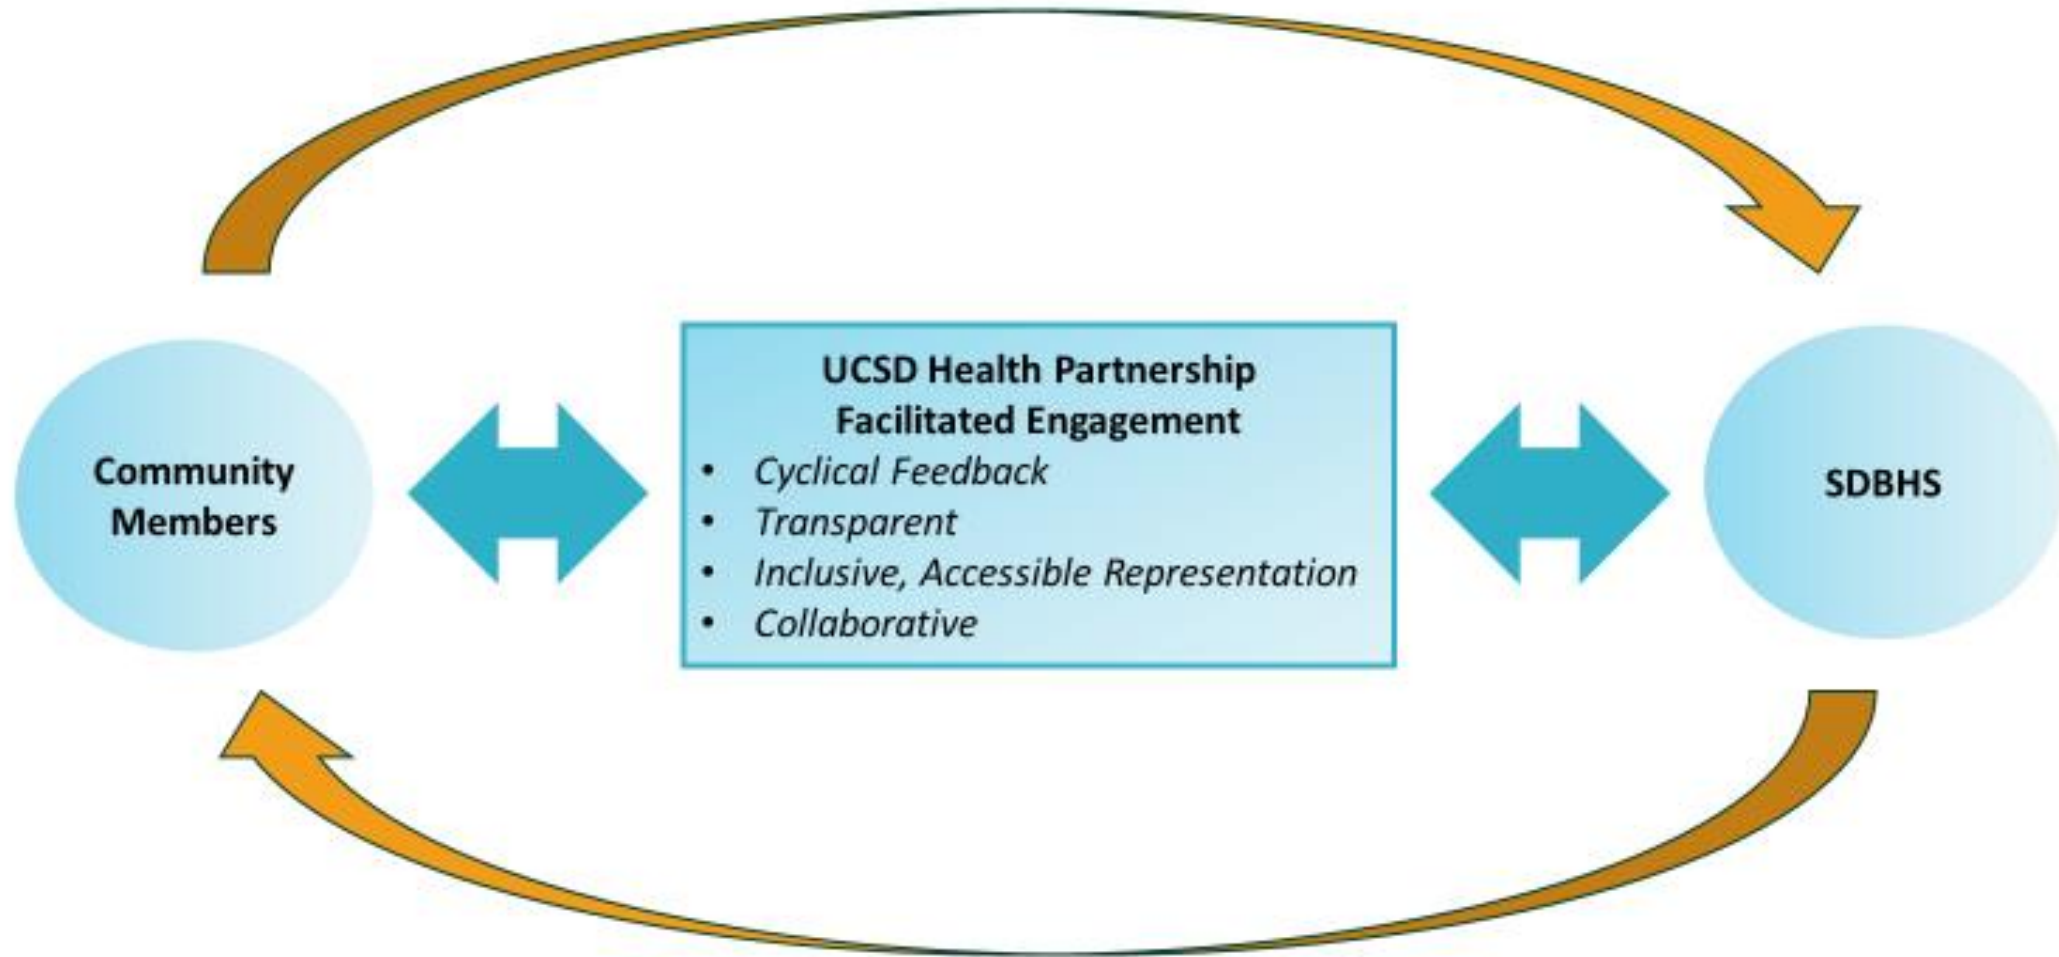 UCSD Health Partnership
Facilitated Engagement
• Cyclical Feedback
• Transparent
• Inclusive, Accessible Representation
• Collaborative
Community
Members
SDBHS